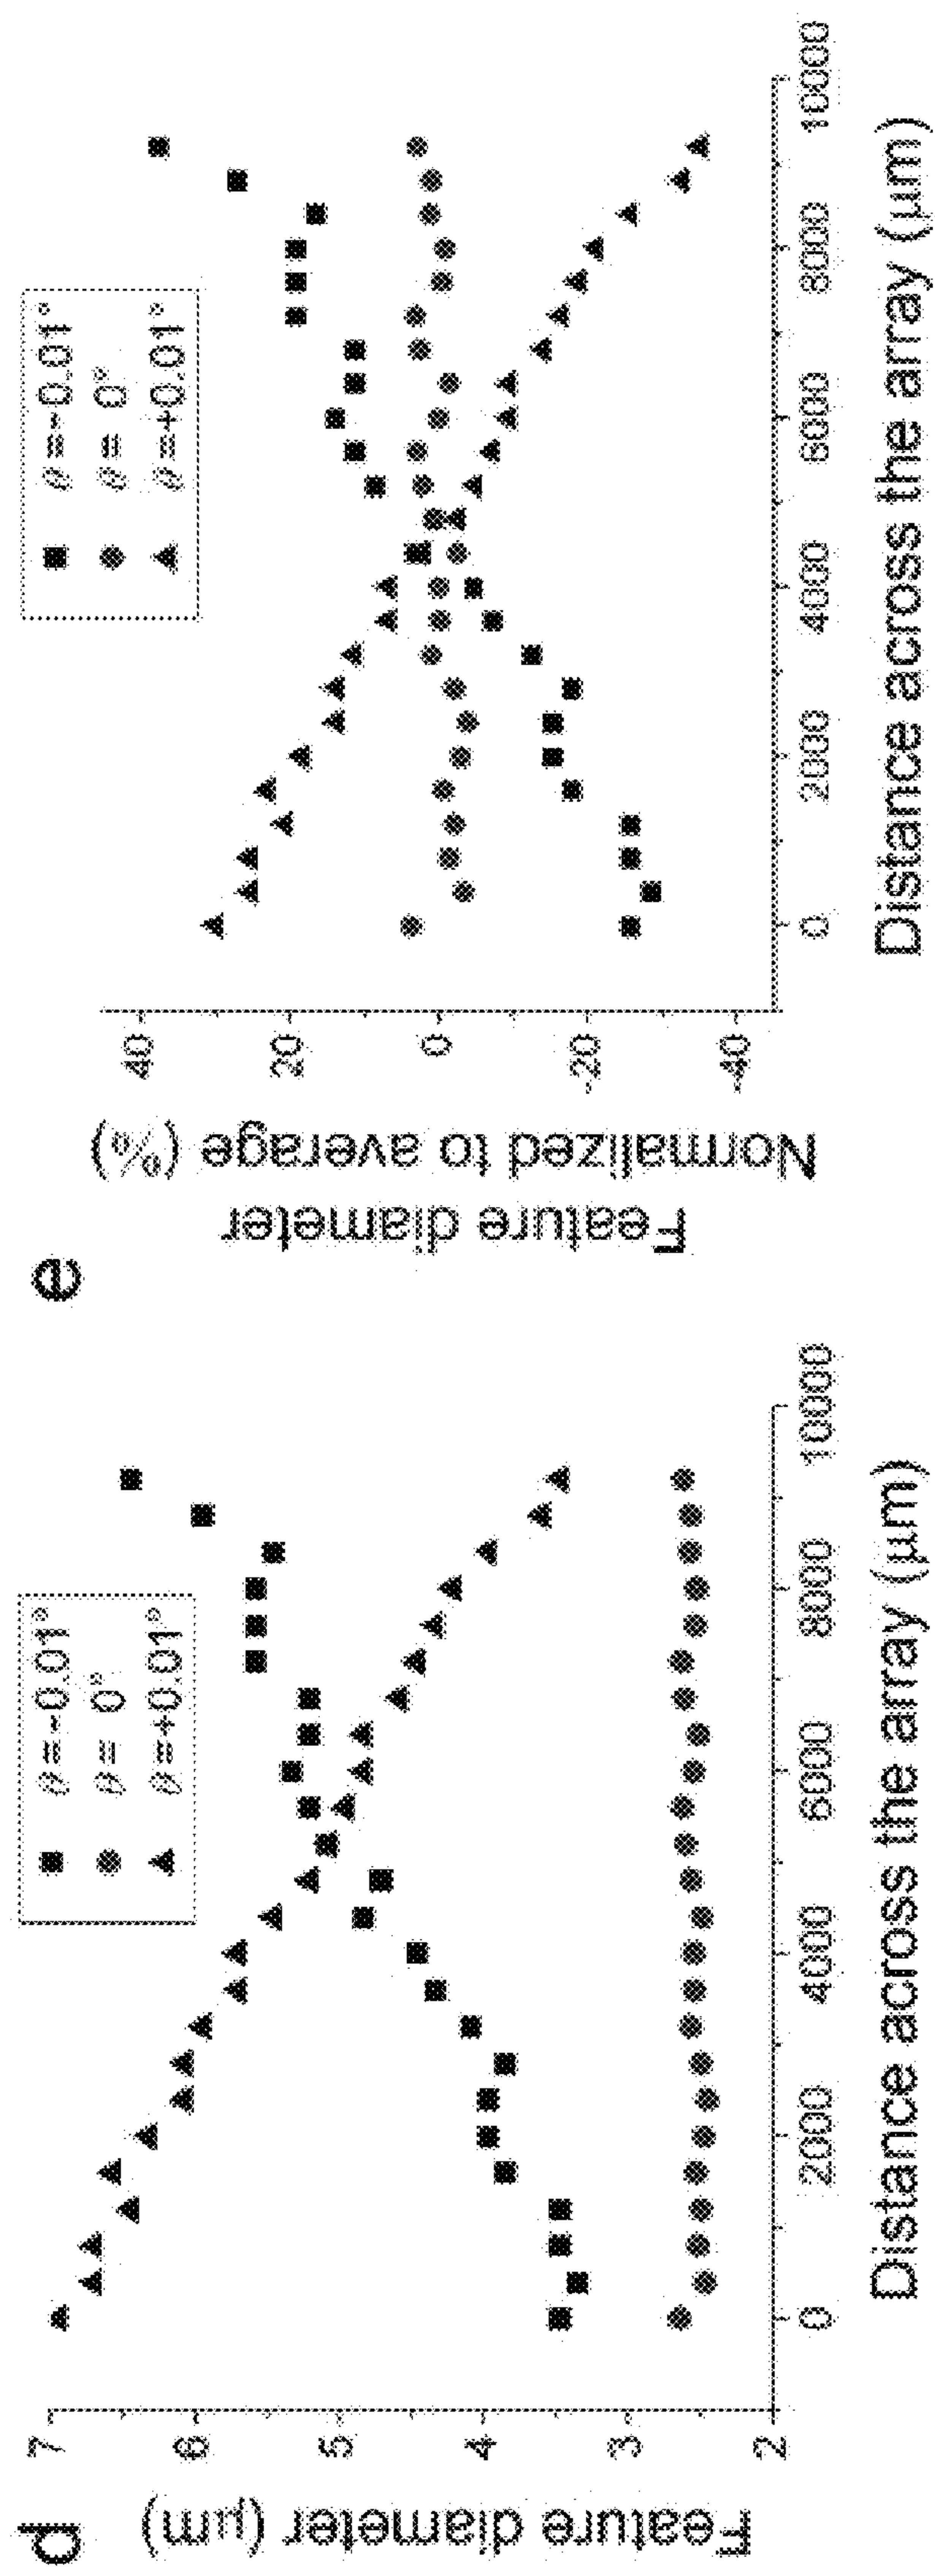 d
Feature diameter (μm)
7
6
5
4
3
2
θ=-0.01°
θ= 0°
θ=+0.01°
0
2000
4000
6000
8000
10000
Distance across the array (μm)
e
Feature diameter
Normalized to average (%)
40
20
0
-20
-40
θ=-0.01°
θ= 0°
θ=+0.01°
0
2000
4000
6000
8000
10000
Distance across the array (μm)